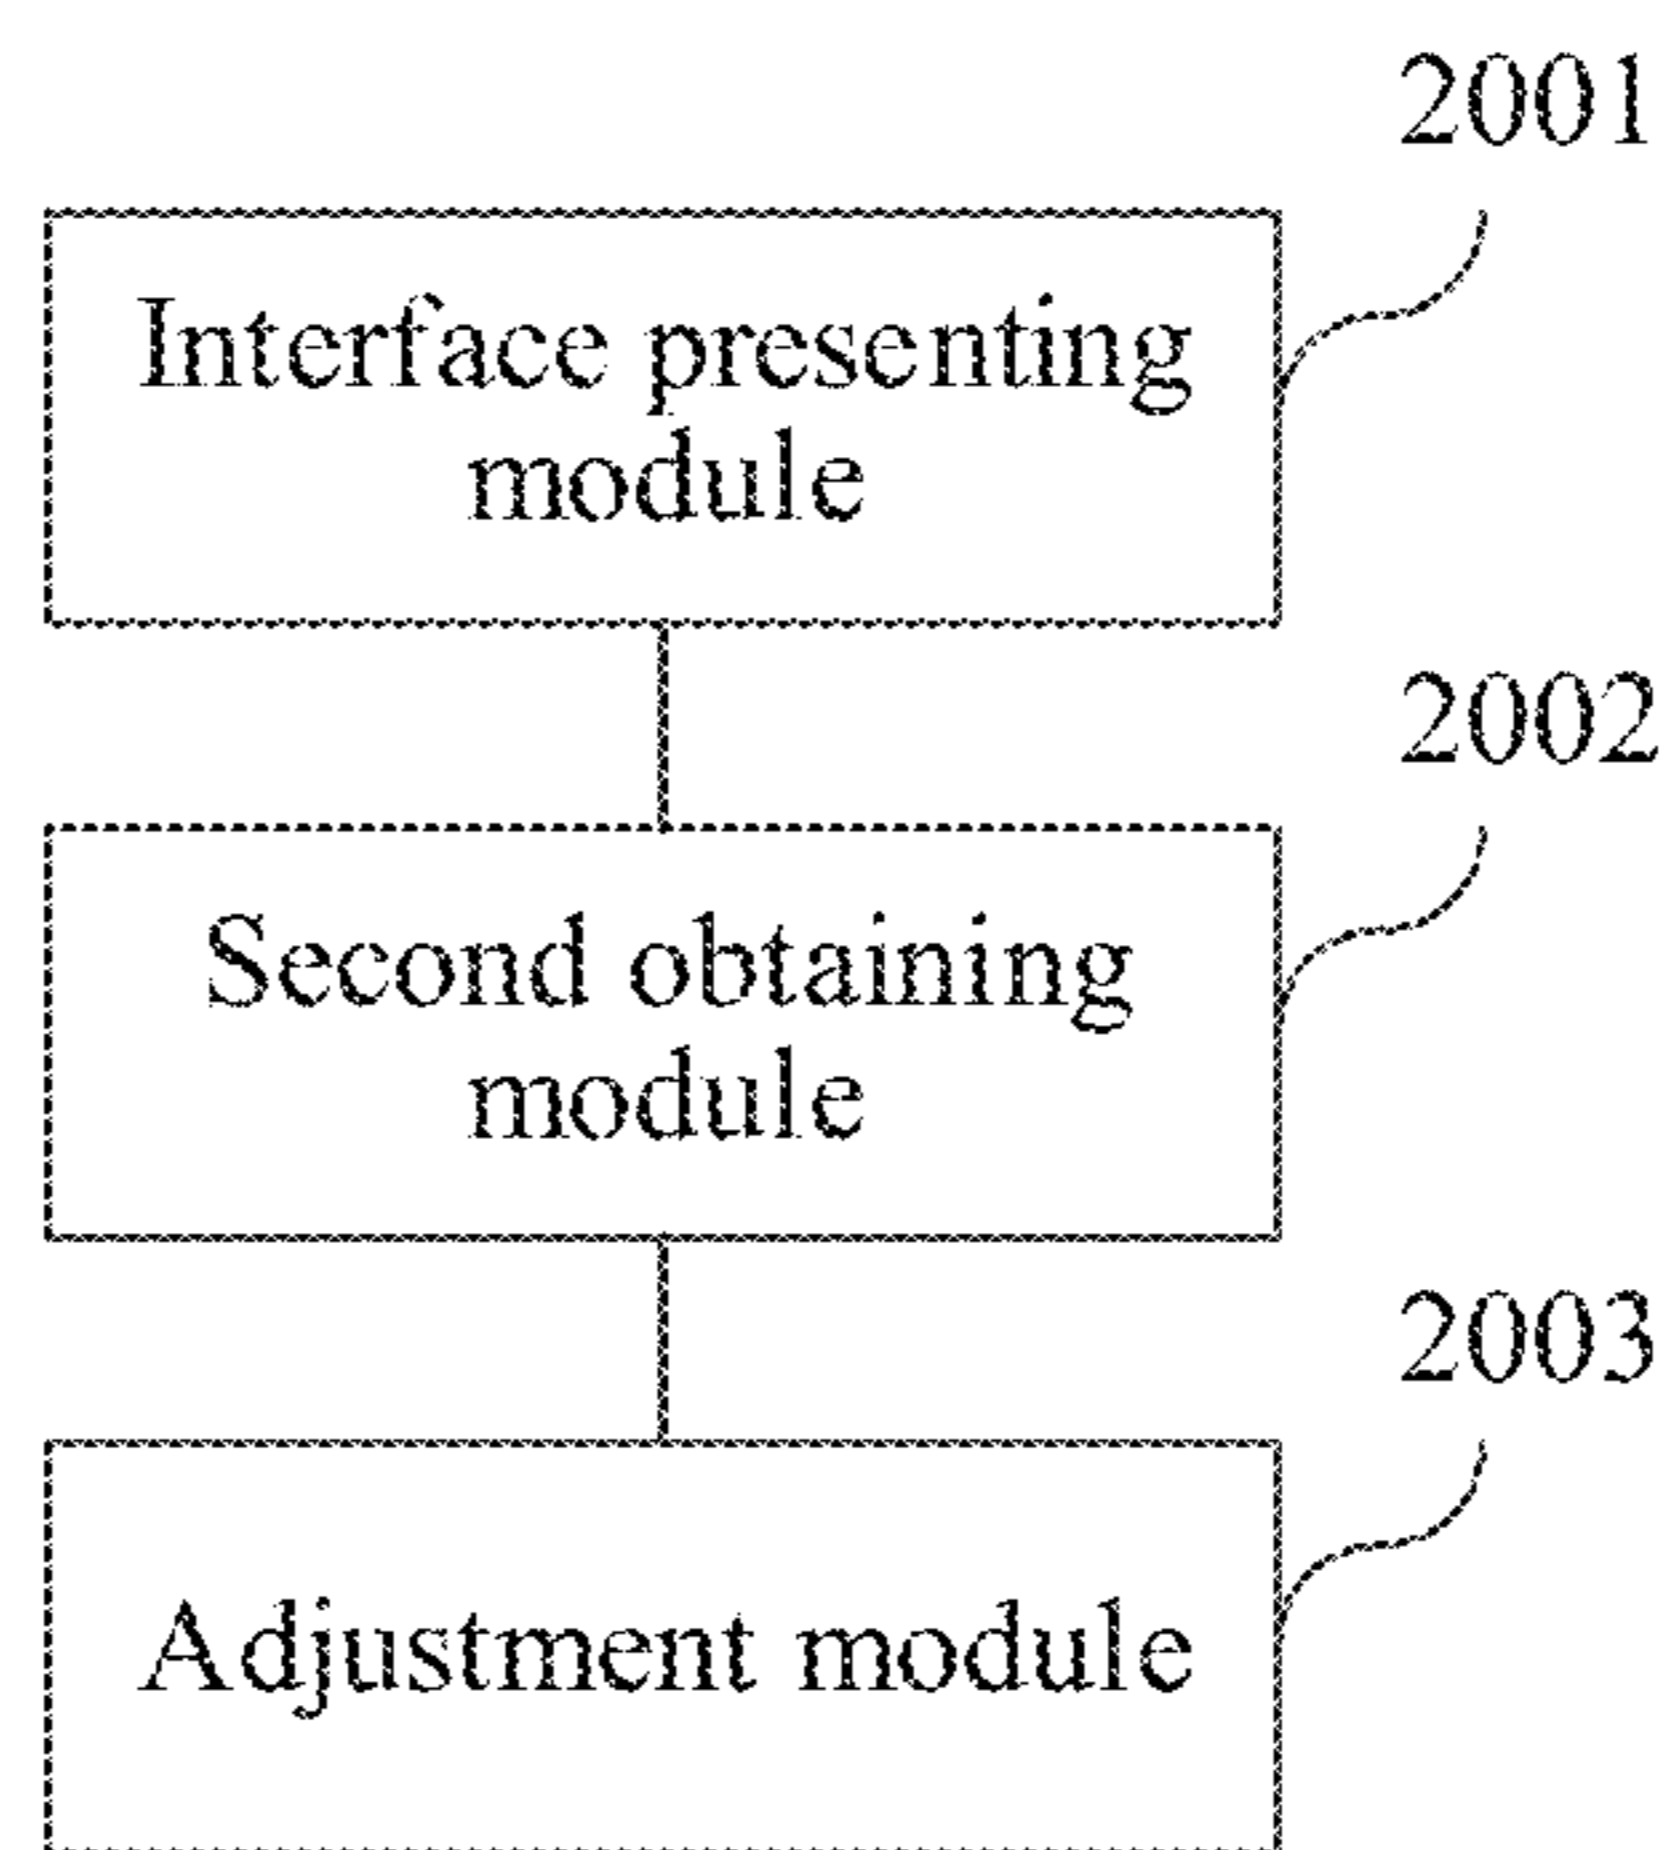 2001
Interface presenting
module
2002
Second obtaining
module
2003
Adjustment module